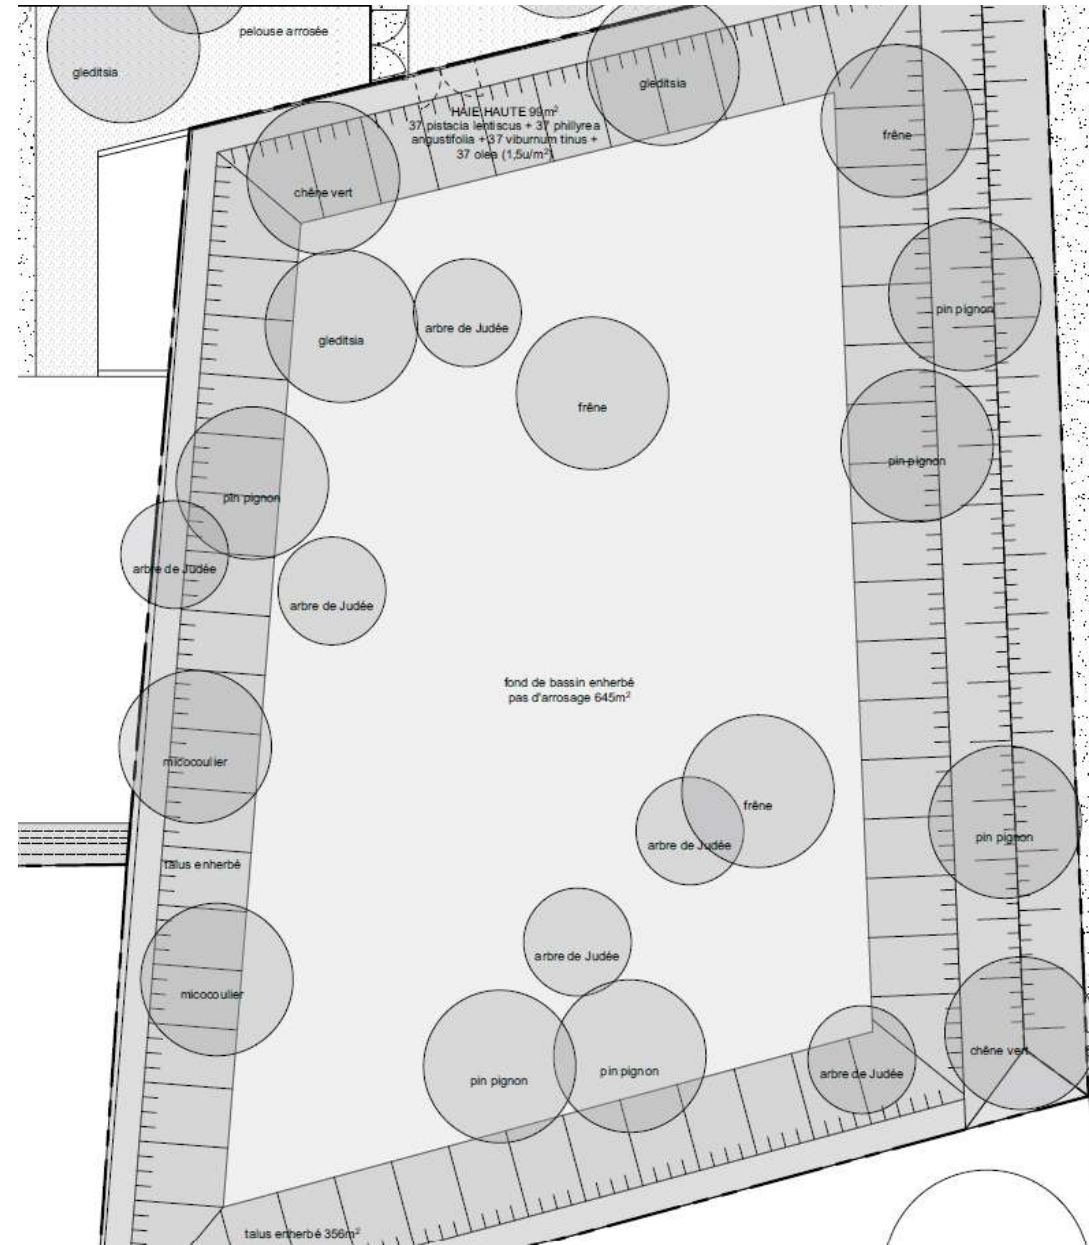 pelouse arrosée
gleditsia
gleditsia
HAIE HAUTE 99m²
37 pistacia lentiscus + 37 phillyrea
angustifolia + 37 viburnum tinus +
37 olea (1,5u/m²)
frêne
chêne vert
pin pignon
arbre de Judée
gleditsia
frêne
pin pignon
pin pignon
arbre de Judée
arbre de Judée
fond de bassin enherbé
pas d'arrosage 645m²
micocoulier
frêne
pin pignon
arbre de Judée
talus enherbé
arbre de Judée
micocoulier
chêne vert
pin pignon
pin pignon
arbre de Judée
talus enherbé 356m²